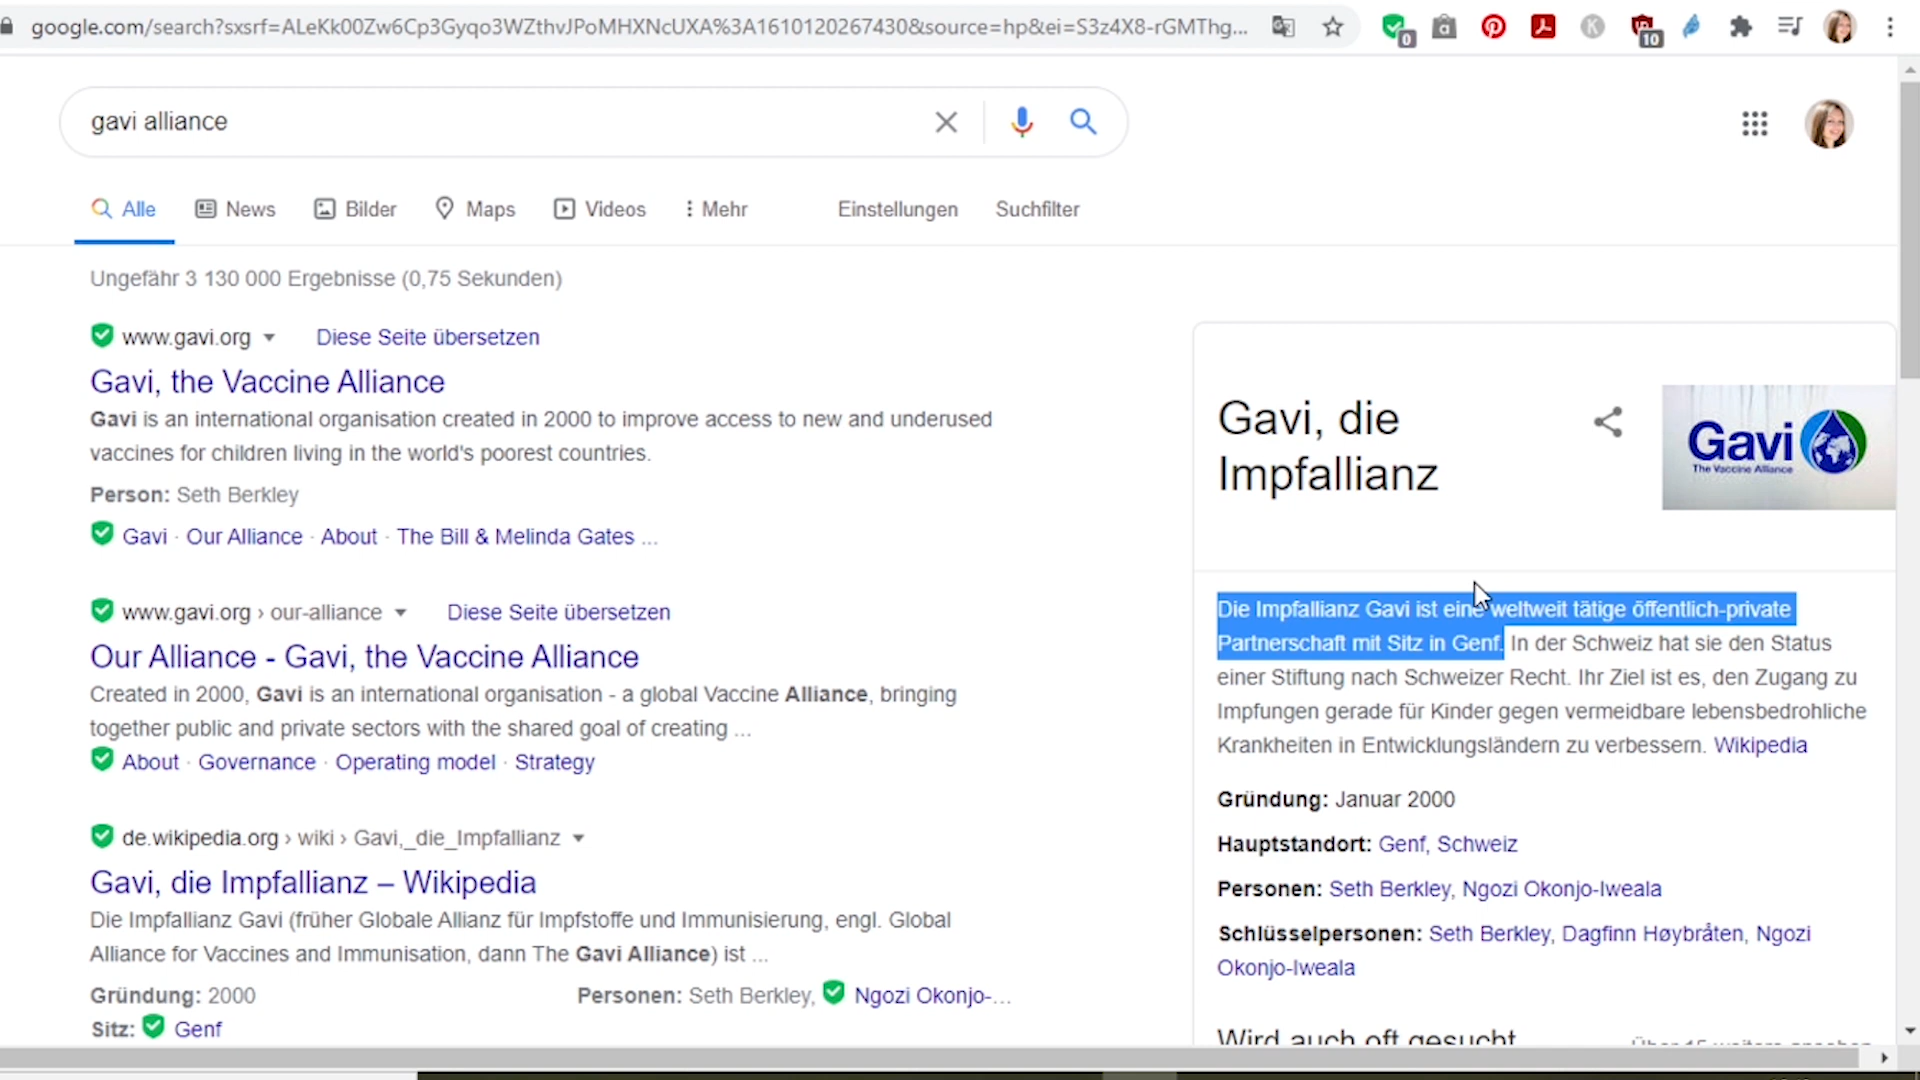 google.com/search?sxsrf=ALeKk00Zw6Cp3Gyqo3WZthvJPoMHXNcUXA%3A1610120267430&source=hp&ei=S3z4X8-rGMThg...
0
10
gavi alliance
Alle News Bilder Maps Videos Mehr Einstellungen Suchfilter
Ungefähr 3 130 000 Ergebnisse (0,75 Sekunden)
www.gavi.org Diese Seite übersetzen
Gavi, the Vaccine Alliance
Gavi is an international organisation created in 2000 to improve access to new and underused
vaccines for children living in the world's poorest countries.
Person: Seth Berkley
Gavi · Our Alliance · About · The Bill & Melinda Gates ...
www.gavi.org › our-alliance Diese Seite übersetzen
Our Alliance - Gavi, the Vaccine Alliance
Created in 2000, Gavi is an international organisation - a global Vaccine Alliance, bringing
together public and private sectors with the shared goal of creating ...
About · Governance · Operating model · Strategy
de.wikipedia.org › wiki › Gavi,_die_Impfallianz
Gavi, die Impfallianz – Wikipedia
Die Impfallianz Gavi (früher Globale Allianz für Impfstoffe und Immunisierung, engl. Global
Alliance for Vaccines and Immunisation, dann The Gavi Alliance) ist ...
Gründung: 2000 Personen: Seth Berkley, Ngozi Okonjo-...
Sitz: Genf
Gavi, die
Impfallianz
Gavi
The Vaccine Alliance
Die Impfallianz Gavi ist eine weltweit tätige öffentlich-private
Partnerschaft mit Sitz in Genf. In der Schweiz hat sie den Status
einer Stiftung nach Schweizer Recht. Ihr Ziel ist es, den Zugang zu
Impfungen gerade für Kinder gegen vermeidbare lebensbedrohliche
Krankheiten in Entwicklungsländern zu verbessern. Wikipedia
Gründung: Januar 2000
Hauptstandort: Genf, Schweiz
Personen: Seth Berkley, Ngozi Okonjo-Iweala
Schlüsselpersonen: Seth Berkley, Dagfinn Høybråten, Ngozi
Okonjo-Iweala
Wird auch oft gesucht